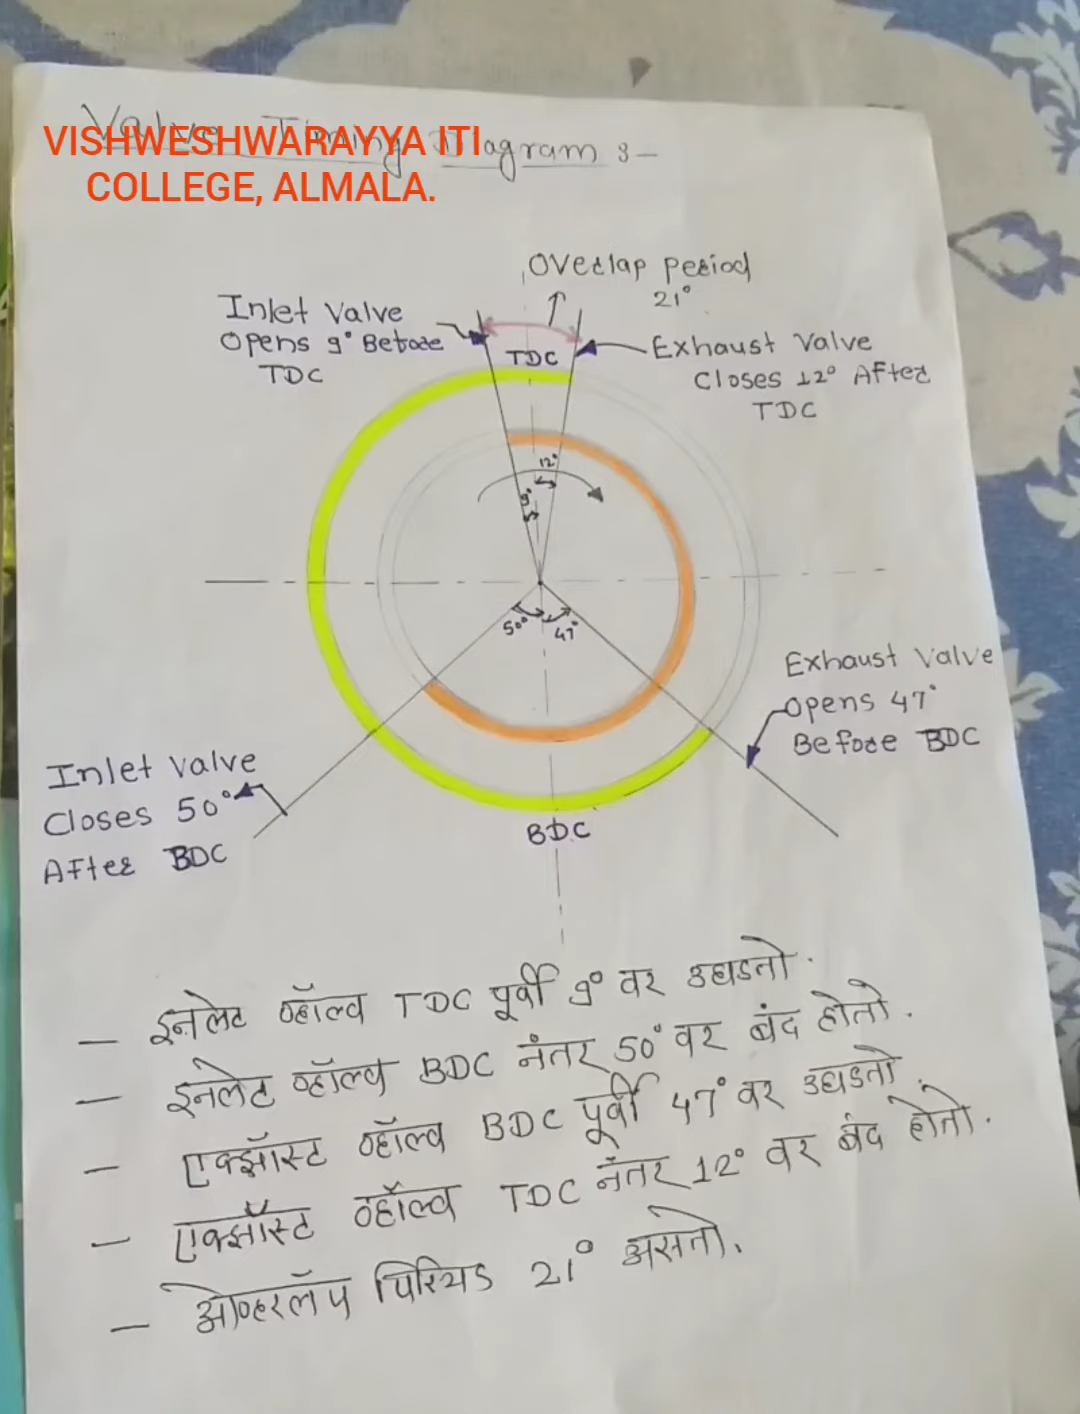 Valve Timing Diagram :-
VISHWESHWARAYYA ITI
COLLEGE, ALMALA.
Overlap period
21°
Inlet Valve
Opens 9° Before
TDC
TDC
Exhaust Valve
Closes 12° After
TDC
12°
9°
50°
47°
Exhaust Valve
Opens 47°
Before BDC
Inlet Valve
Closes 50°
After BDC
BDC
— इनलेट व्हॉल्व TDC पूर्वी 9° वर उघडतो.
— इनलेट व्हॉल्व BDC नंतर 50° वर बंद होतो.
— एक्झॉस्ट व्हॉल्व BDC पूर्वी 47° वर उघडतो.
— एक्झॉस्ट व्हॉल्व TDC नंतर 12° वर बंद होतो.
— ओव्हरलॅप पिरियड 21° असतो.